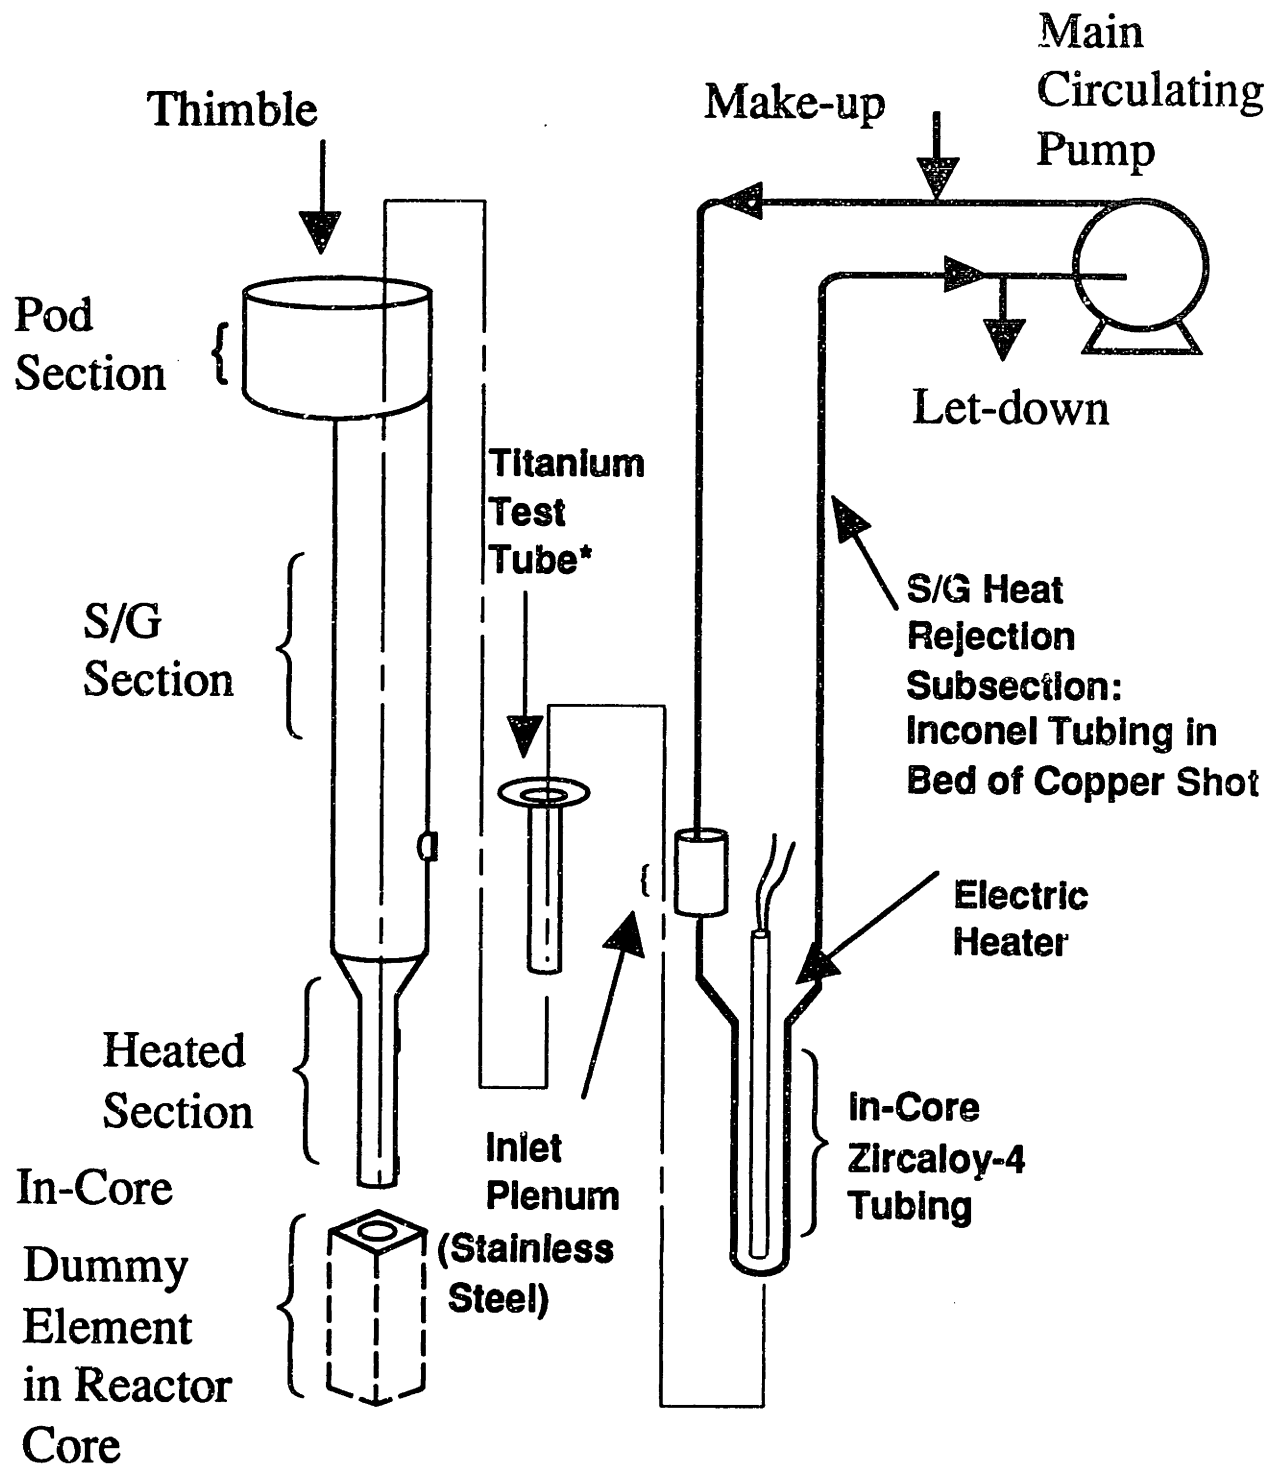 Thimble
Pod
Section
S/G
Section
Heated
Section
In-Core
Dummy
Element
in Reactor
Core
Titanium
Test
Tube*
Inlet
Plenum
(Stainless
Steel)
Make-up
Main
Circulating
Pump
Let-down
S/G Heat
Rejection
Subsection:
Inconel Tubing in
Bed of Copper Shot
Electric
Heater
In-Core
Zircaloy-4
Tubing